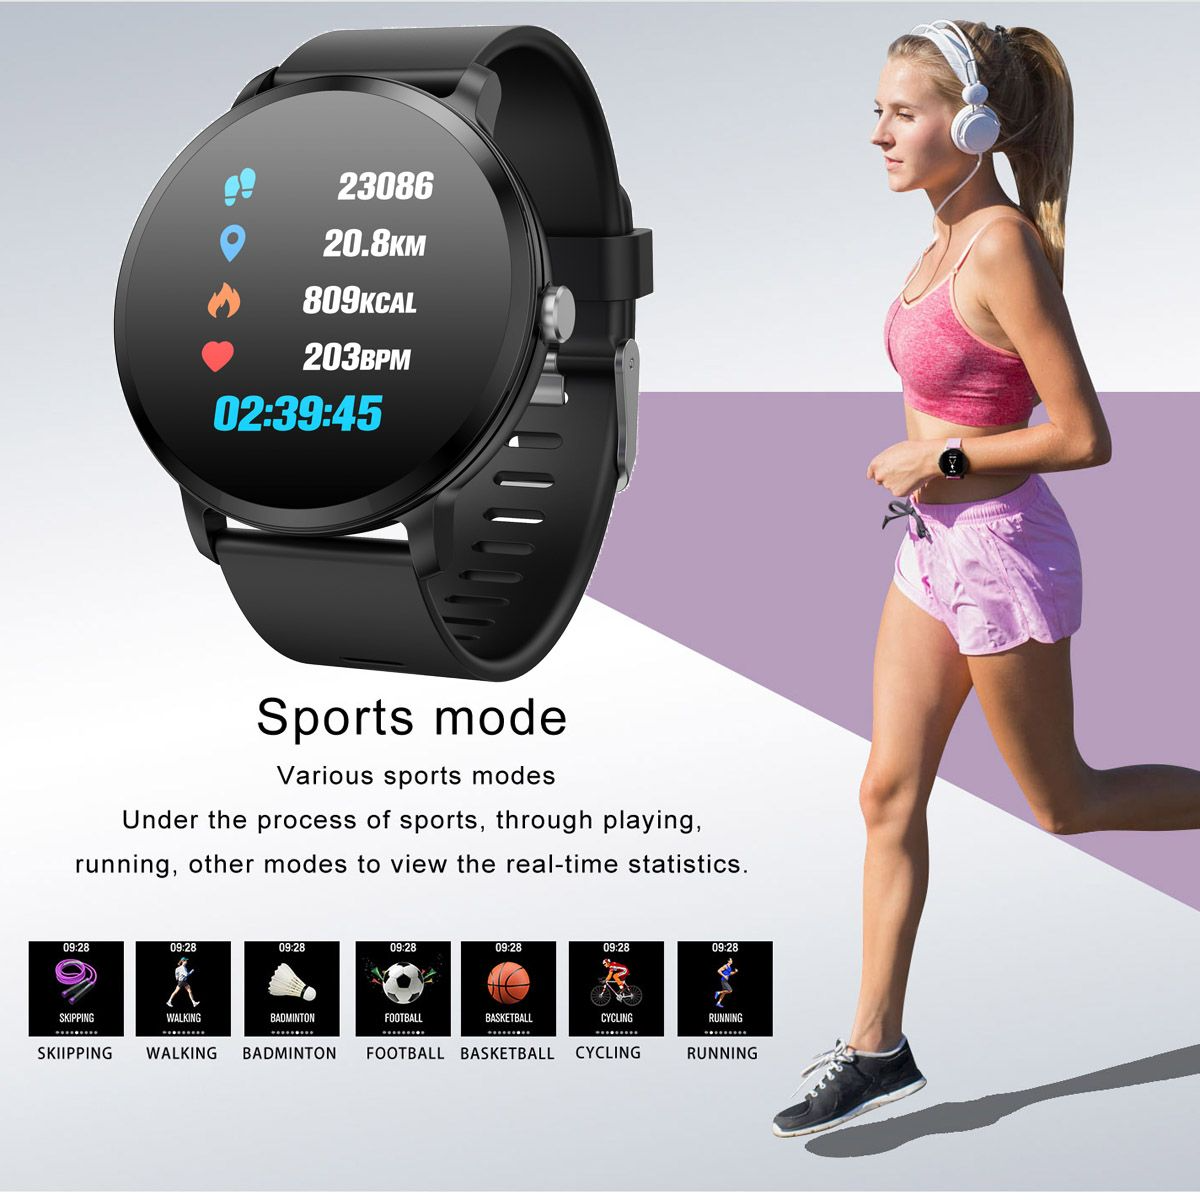 23086
20.8KM
809KCAL
203BPM
02:39:45
Sports mode
Various sports modes
Under the process of sports, through playing,
running, other modes to view the real-time statistics.
09:28
SKIPPING
SKIIPPING
09:28
WALKING
WALKING
09:28
BADMINTON
BADMINTON
09:28
FOOTBALL
FOOTBALL
09:28
BASKETBALL
BASKETBALL
09:28
CYCLING
CYCLING
09:28
RUNNING
RUNNING